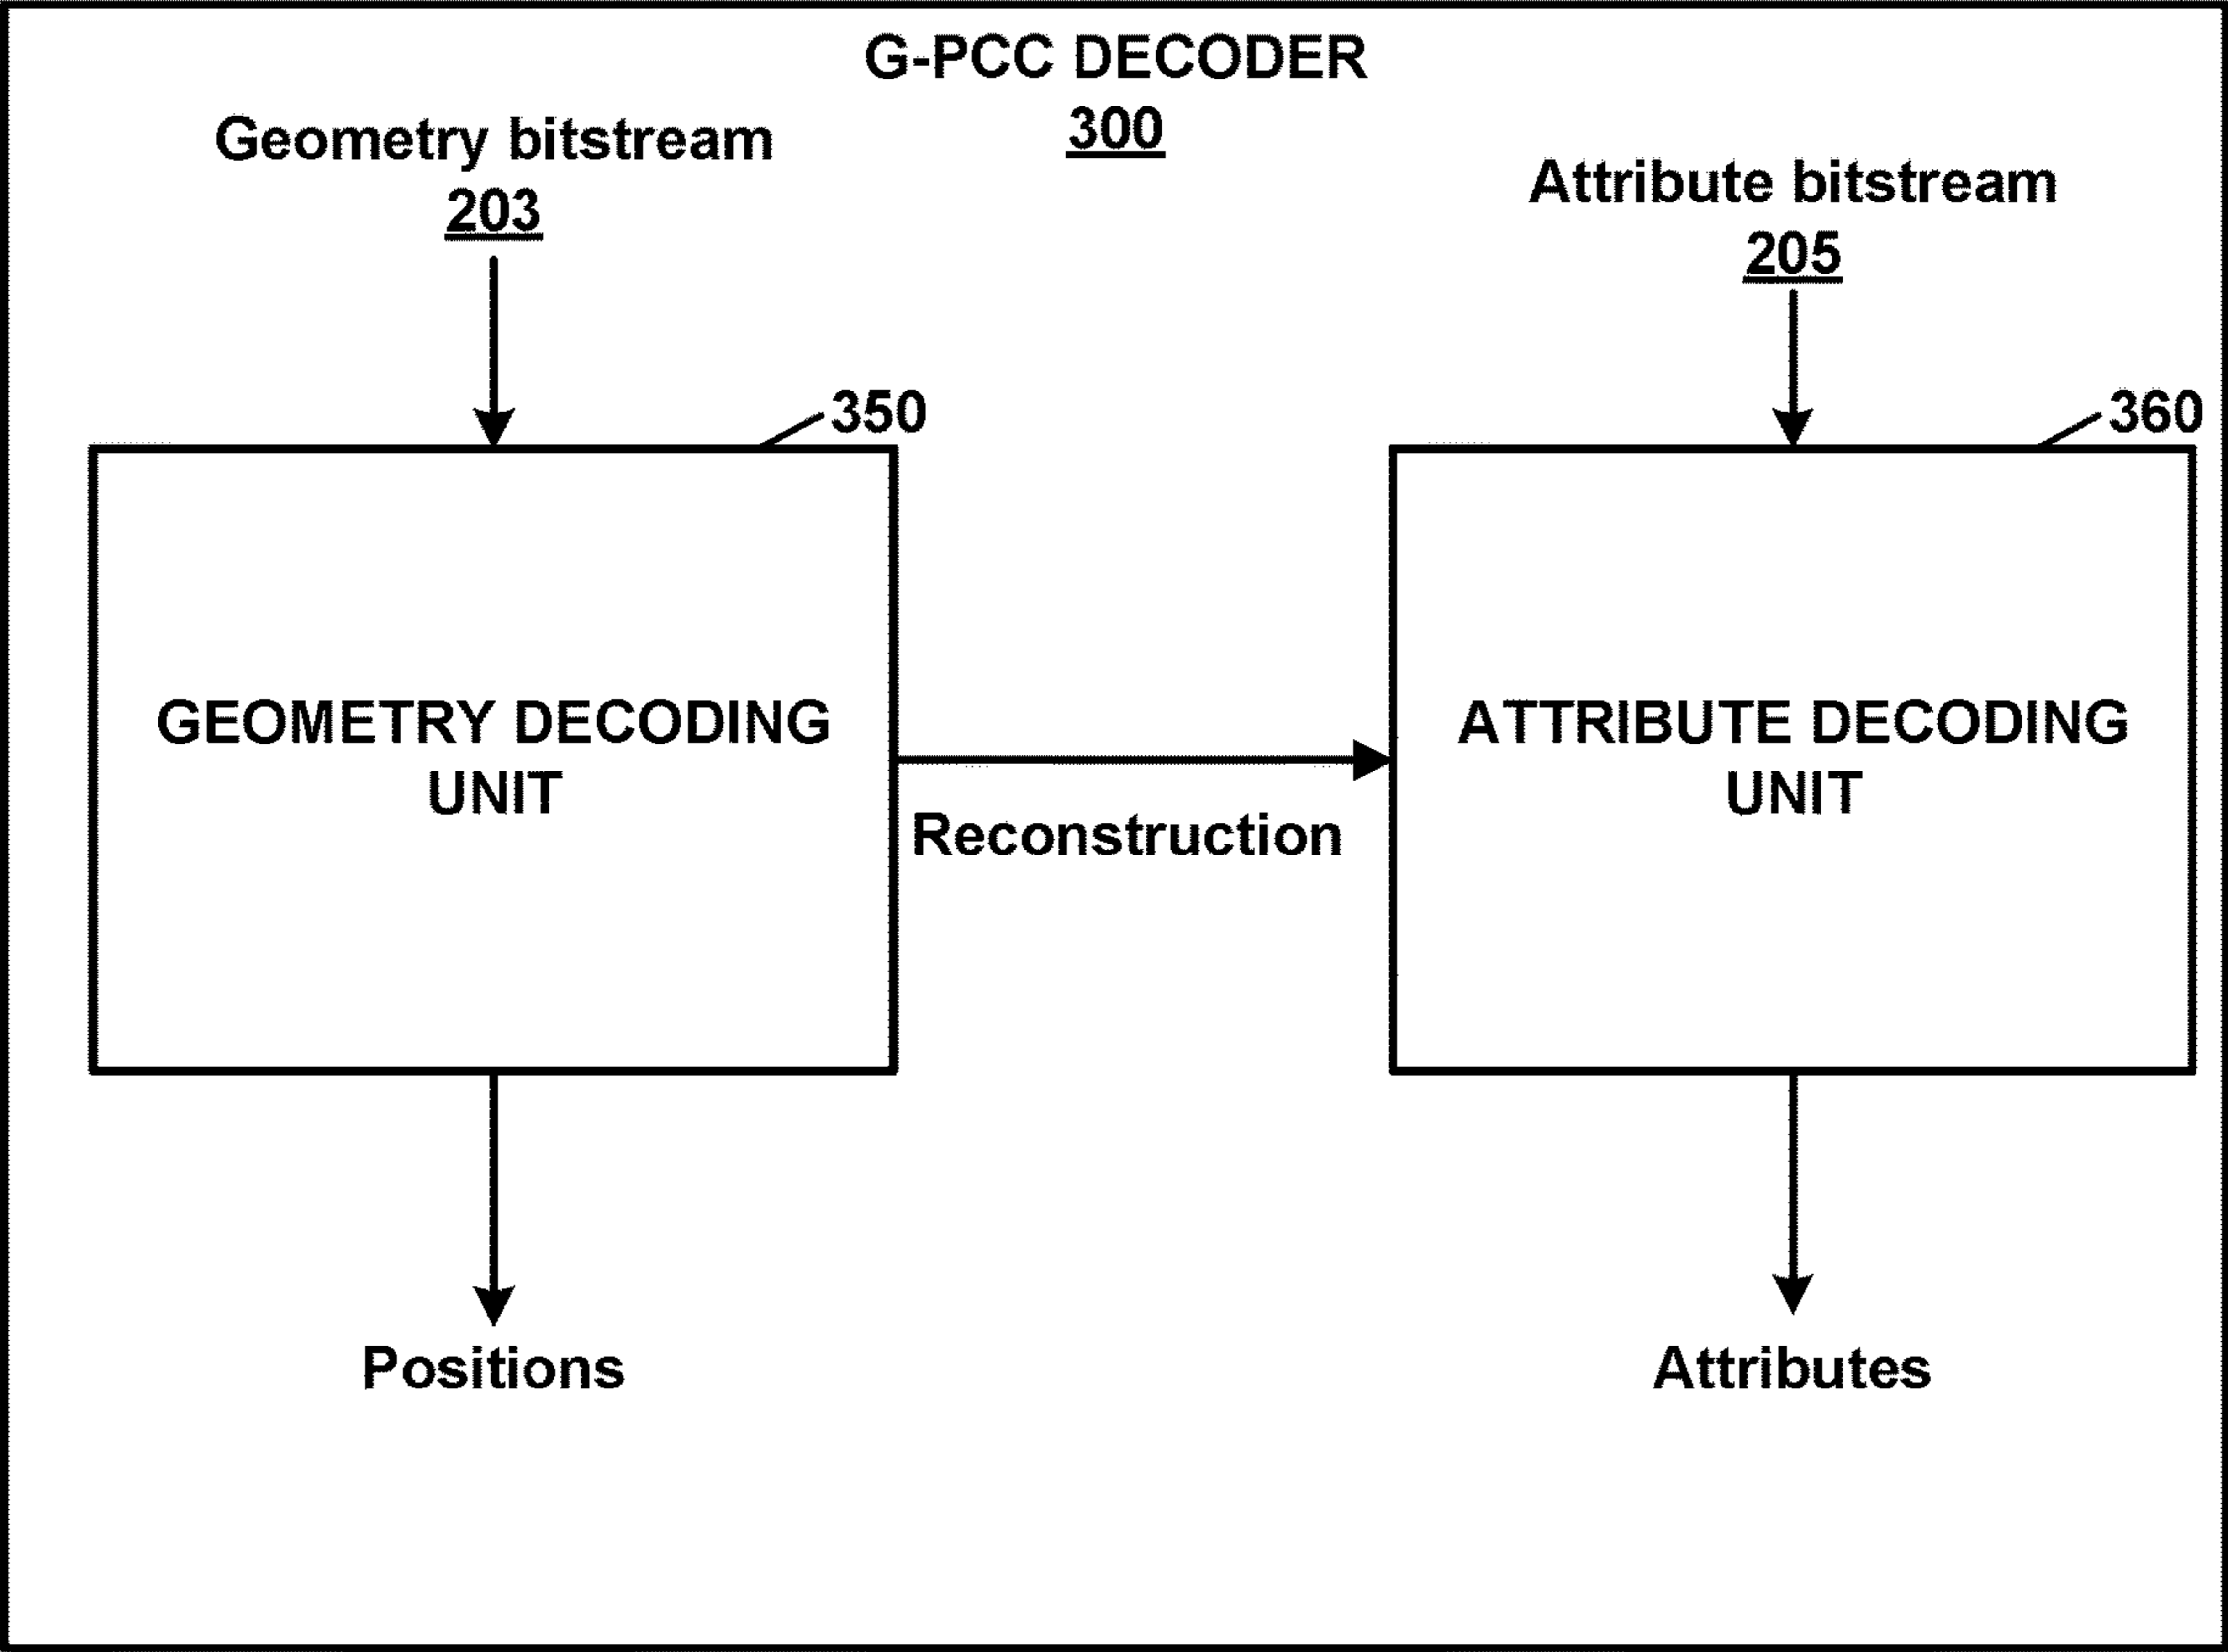 G-PCC DECODER
300
Geometry bitstream
203
Attribute bitstream
205
350
360
GEOMETRY DECODING
UNIT
ATTRIBUTE DECODING
UNIT
Reconstruction
Positions
Attributes